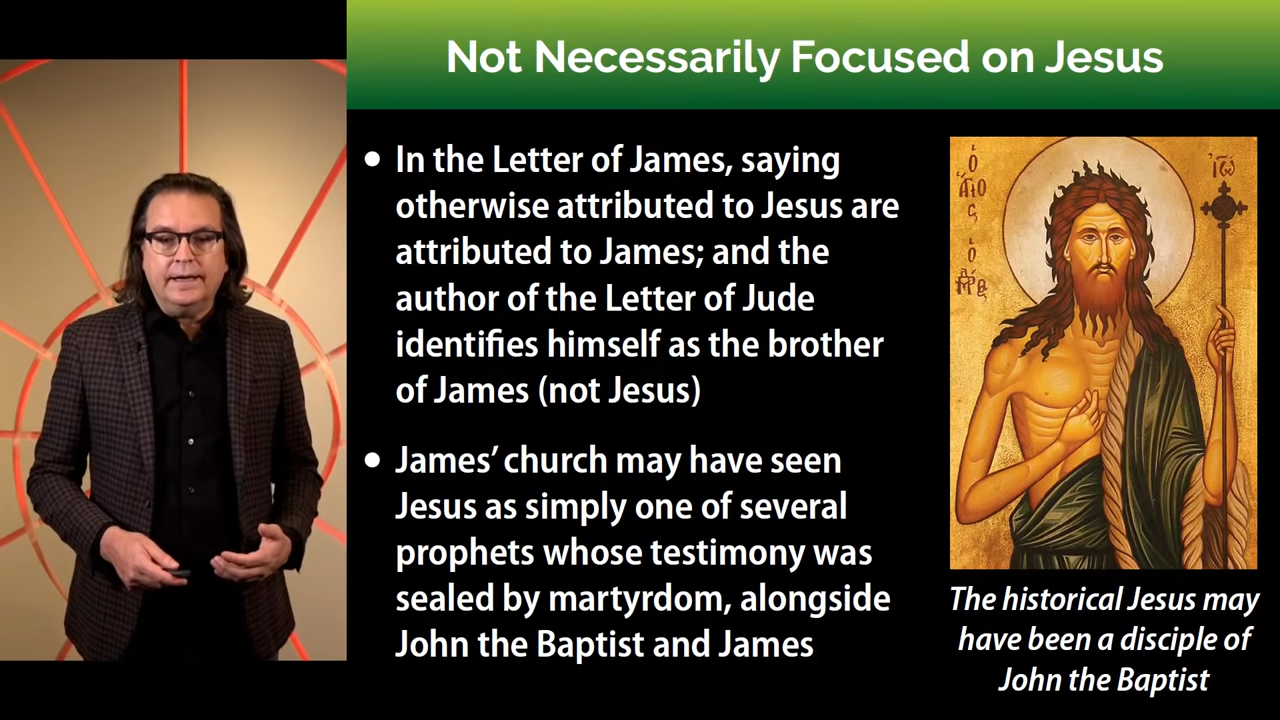 Not Necessarily Focused on Jesus
• In the Letter of James, saying
otherwise attributed to Jesus are
attributed to James; and the
author of the Letter of Jude
identifies himself as the brother
of James (not Jesus)
• James’ church may have seen
Jesus as simply one of several
prophets whose testimony was
sealed by martyrdom, alongside
John the Baptist and James
ὁ
ἰῶ
The historical Jesus may
have been a disciple of
John the Baptist